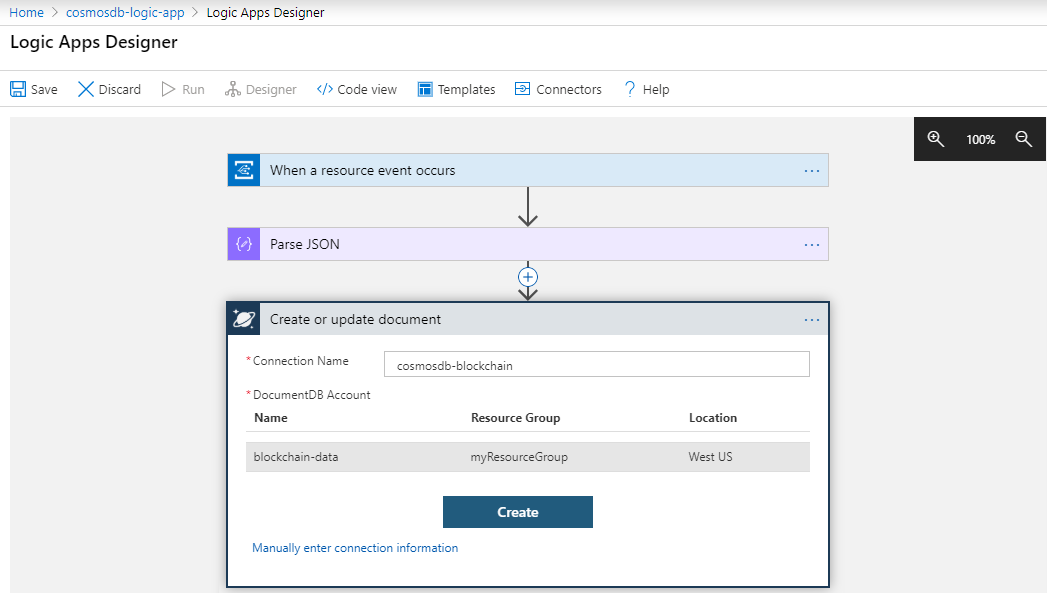 Home > cosmosdb-logic-app > Logic Apps Designer
Logic Apps Designer
Save Discard Run Designer </> Code view Templates Connectors ? Help
100%
When a resource event occurs ...
Parse JSON ...
Create or update document ...
* Connection Name cosmosdb-blockchain
* DocumentDB Account
Name Resource Group Location
blockchain-data myResourceGroup West US
Create
Manually enter connection information